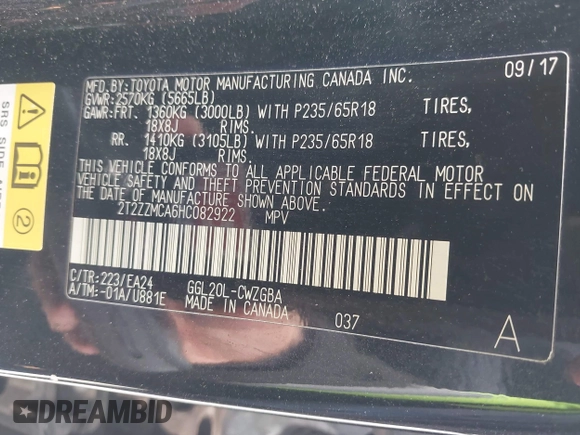 MFD.BY:TOYOTA MOTOR MANUFACTURING CANADA INC. 09/17
GVWR:2570KG (5665LB)
GAWR:FRT. 1360KG (3000LB) WITH P235/65R18 TIRES,
18X8J RIMS.
RR. 1410KG (3105LB) WITH P235/65R18 TIRES,
18X8J RIMS.
THIS VEHICLE CONFORMS TO ALL APPLICABLE FEDERAL MOTOR
VEHICLE SAFETY AND THEFT PREVENTION STANDARDS IN EFFECT ON
THE DATE OF MANUFACTURE SHOWN ABOVE.
2T2ZZMCA6HC082922 MPV
C/TR:223/EA24 GGL20L-CWZGBA
A/TM:-01A/U881E MADE IN CANADA 037 A
SRS SIDE
2
DREAMBID